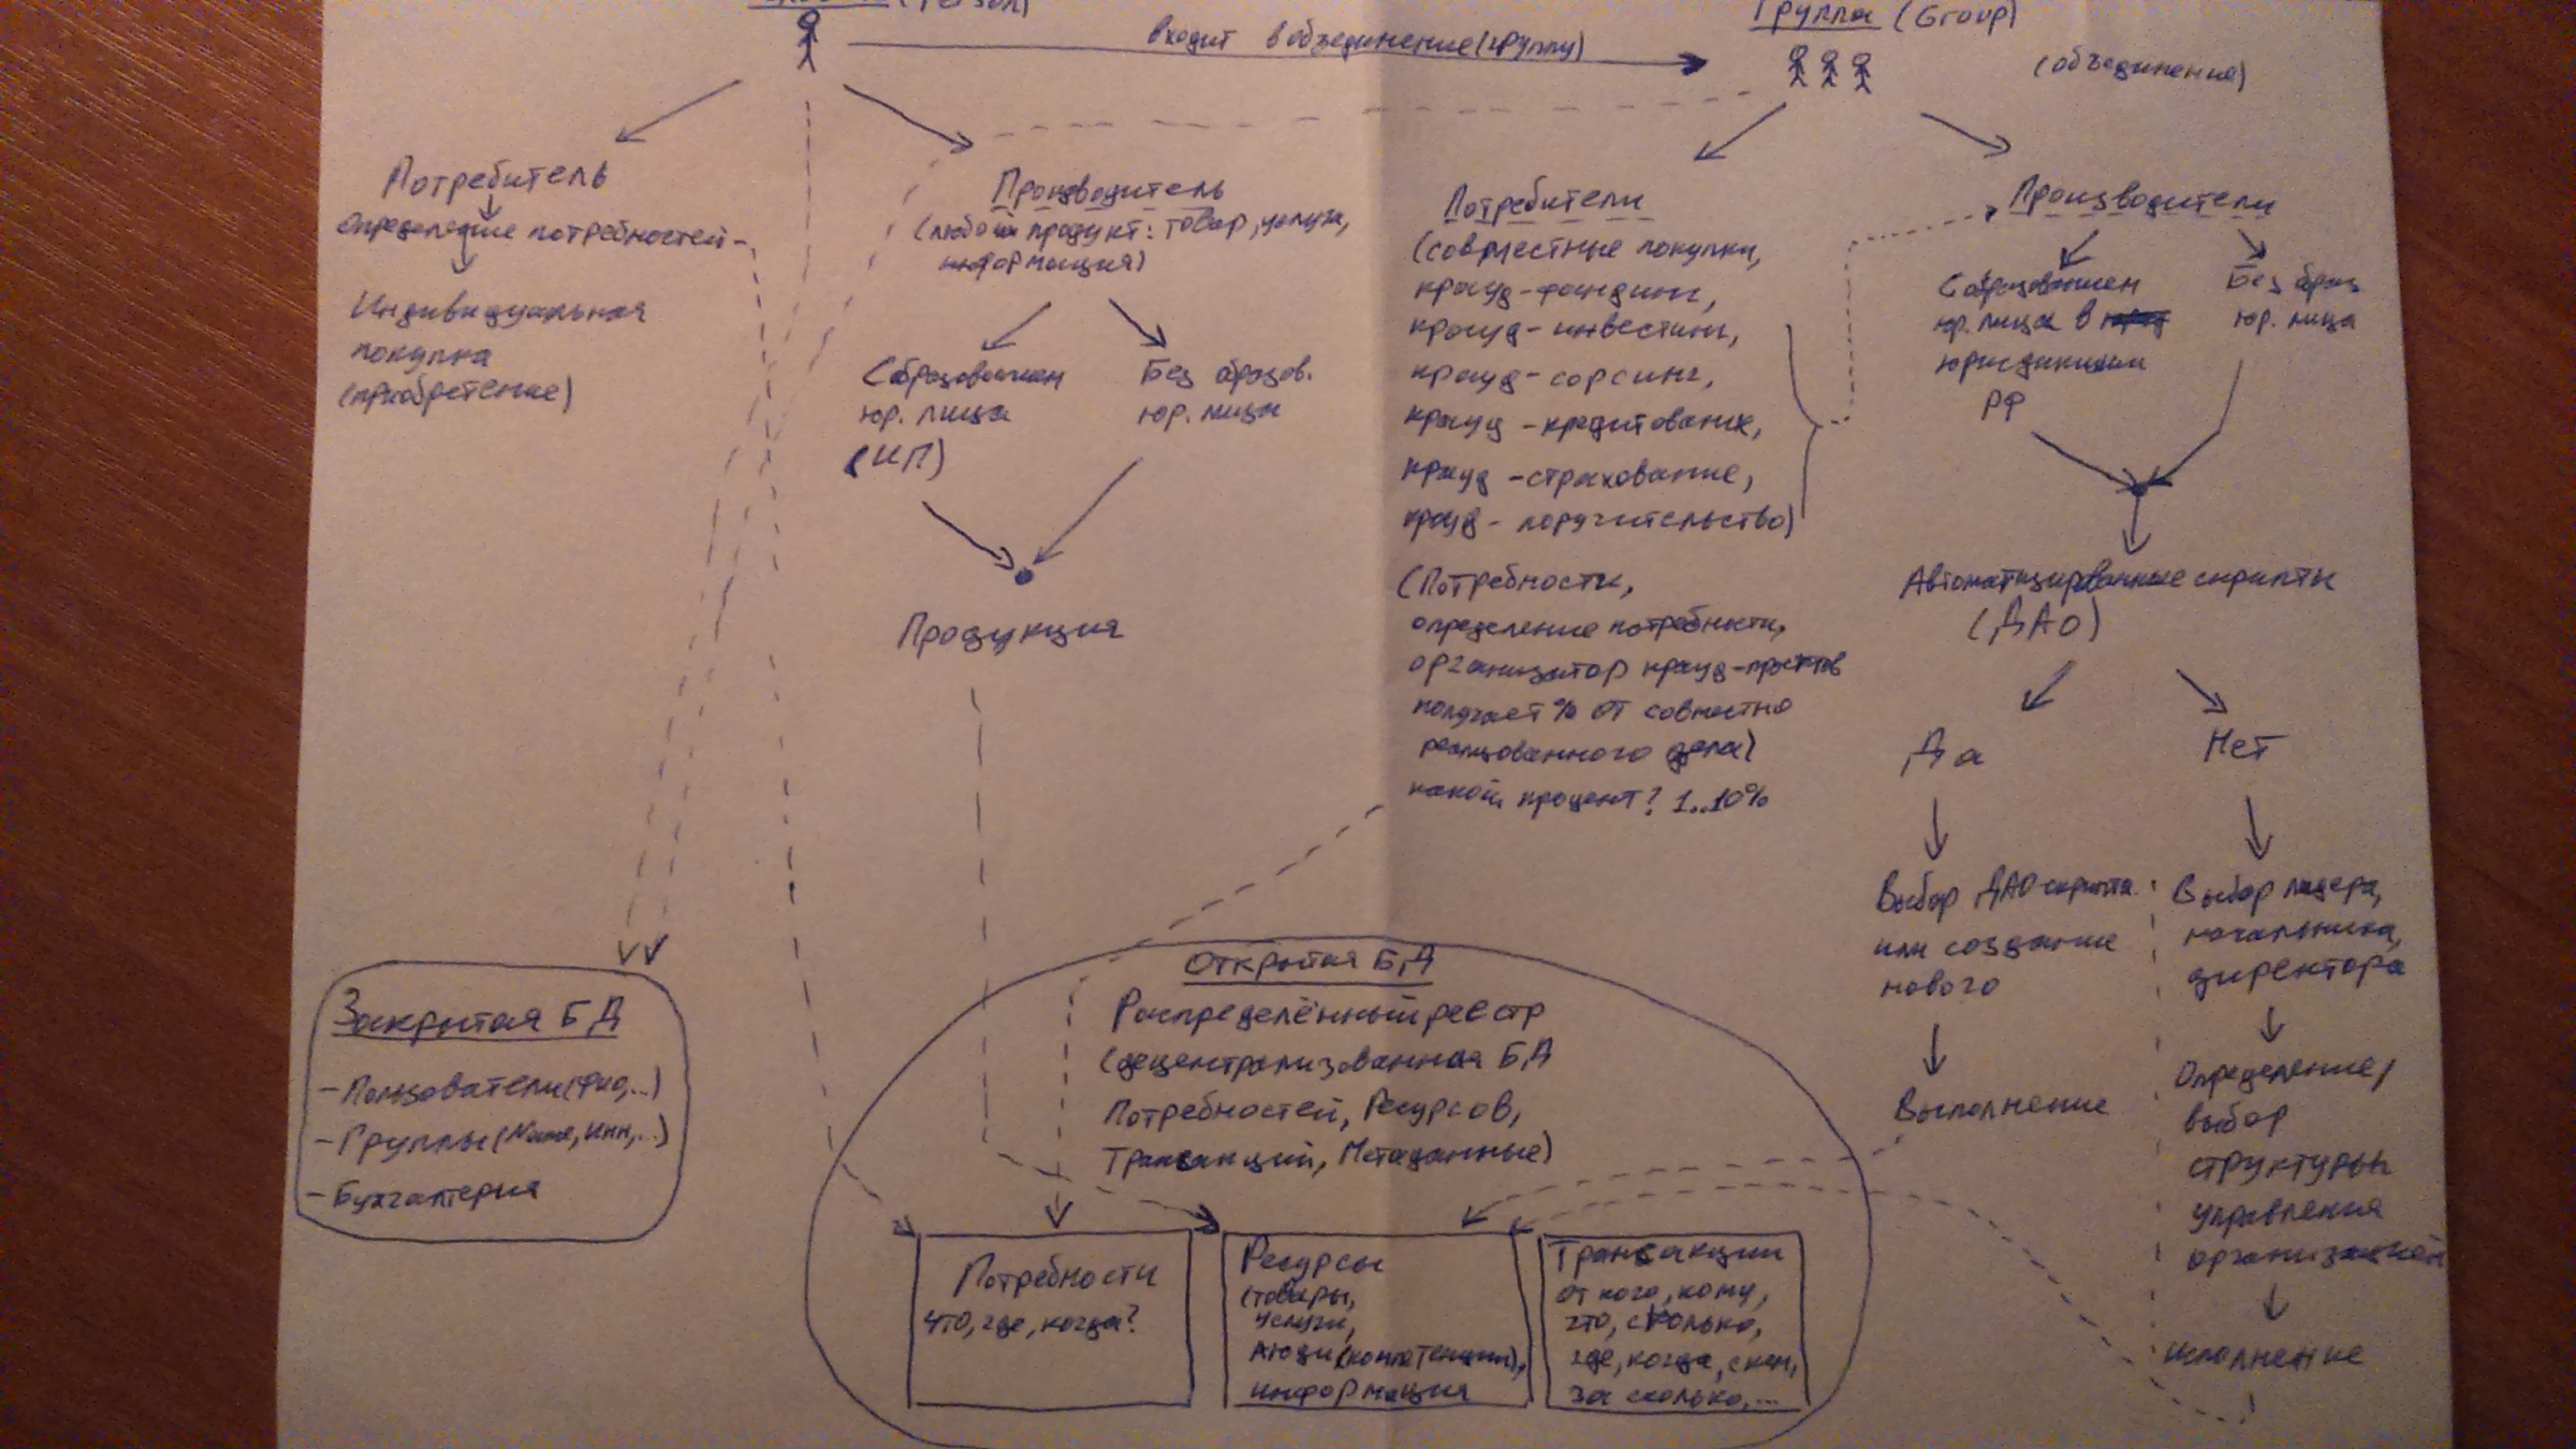 (Person)
входит в объединение (группу)
Группа (Group)
(объединение)
Потребитель
определение потребностей
Индивидуальная
покупка
(приобретение)
Производитель
(любой продукт: товар, услуга,
информация)
С образованием
юр. лица
(ИП)
Без образов.
юр. лица
Продукция
Потребители
(совместные покупки,
крауд-фандинг,
крауд-инвестинг,
крауд-сорсинг,
крауд-кредитование,
крауд-страхование,
крауд-поручительство)
(Потребности,
определение потребности,
организатор крауд-проектов
получает % от совместно
реализованного дела)
какой процент? 1..10%
Производители
С образованием
юр. лица в
юрисдикции
РФ
Без образ
юр. лица
Автоматизированные скрипты
(ДАО)
Да
Нет
Выбор ДАО скрипта
или создание
нового
Выполнение
Выбор лидера,
начальника,
директора
Определение,
выбор
структуры
управления
организацией
исполнение
Закрытая БД
- Пользователи (фио,...)
- Группы (Name, ИНН,...)
- Бухгалтерия
Открытая БД
Распределённый реестр
(децентрализованная БД
Потребностей, Ресурсов,
Транзакций, Метаданные)
Потребности
что, где, когда?
Ресурсы
(товары,
услуги,
люди (компетенции),
информация
Транзакции
от кого, кому,
что, сколько,
где, когда, с кем,
за сколько,...